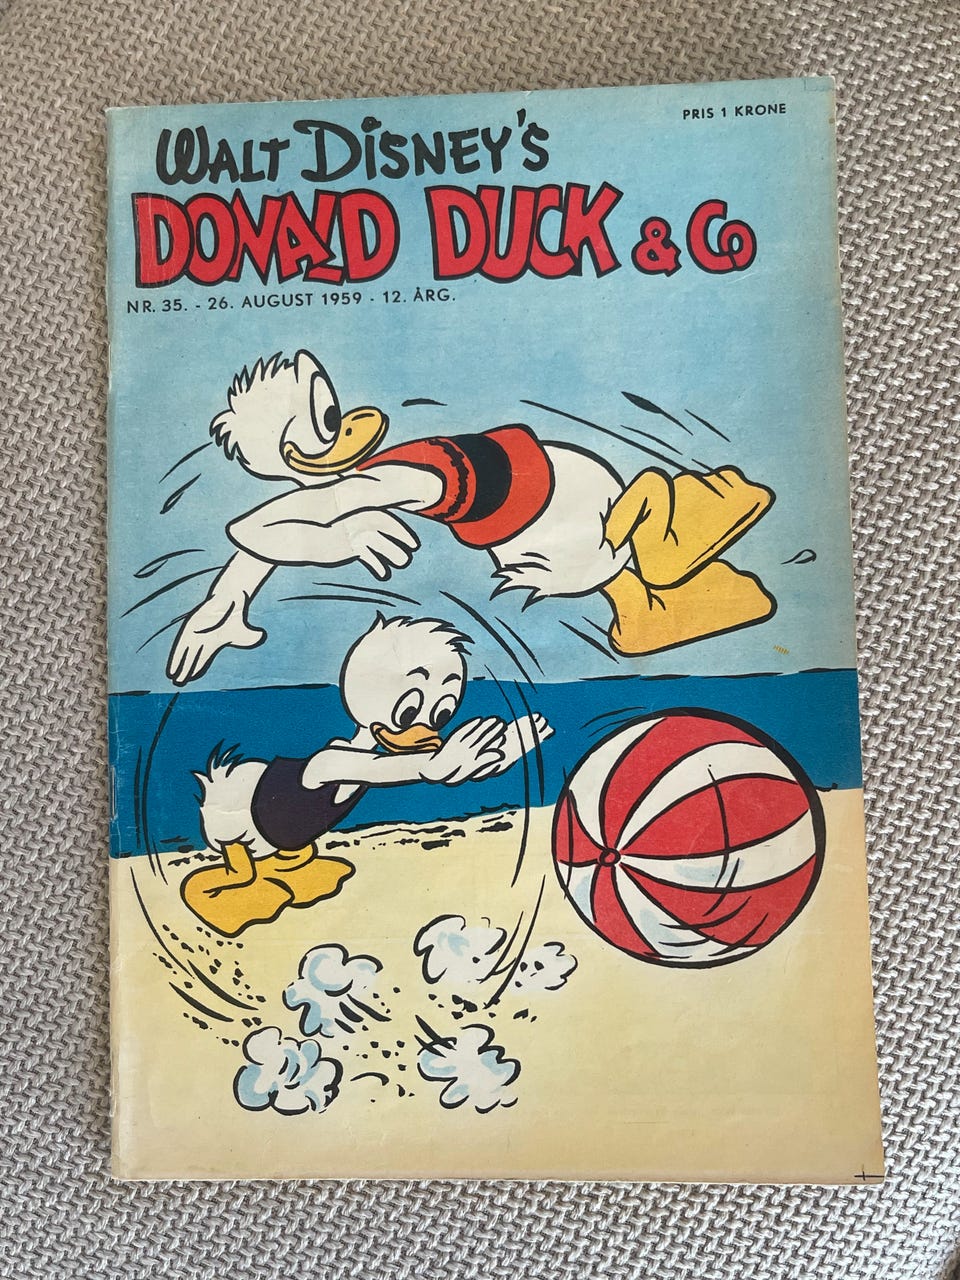 PRIS 1 KRONE
WALT DISNEY'S
DONALD DUCK & CO
NR. 35. - 26. AUGUST 1959 - 12. ÅRG.